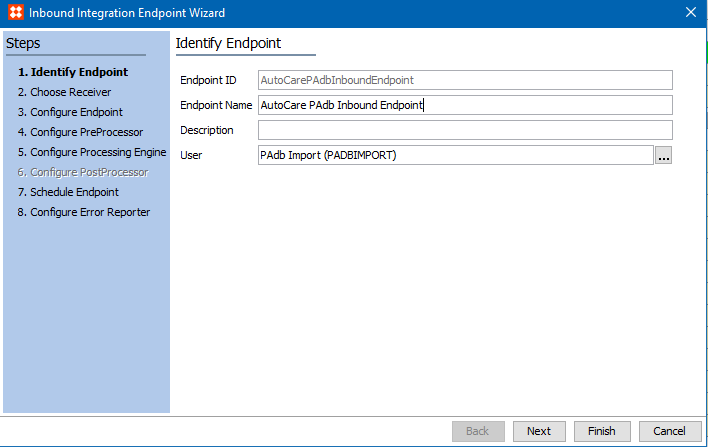 Inbound Integration Endpoint Wizard
Steps
1. Identify Endpoint
2. Choose Receiver
3. Configure Endpoint
4. Configure PreProcessor
5. Configure Processing Engine
6. Configure PostProcessor
7. Schedule Endpoint
8. Configure Error Reporter
Identify Endpoint
Endpoint ID AutoCarePAdbInboundEndpoint
Endpoint Name AutoCare PAdb Inbound Endpoint
Description
User PAdb Import (PADBIMPORT) ...
Back Next Finish Cancel